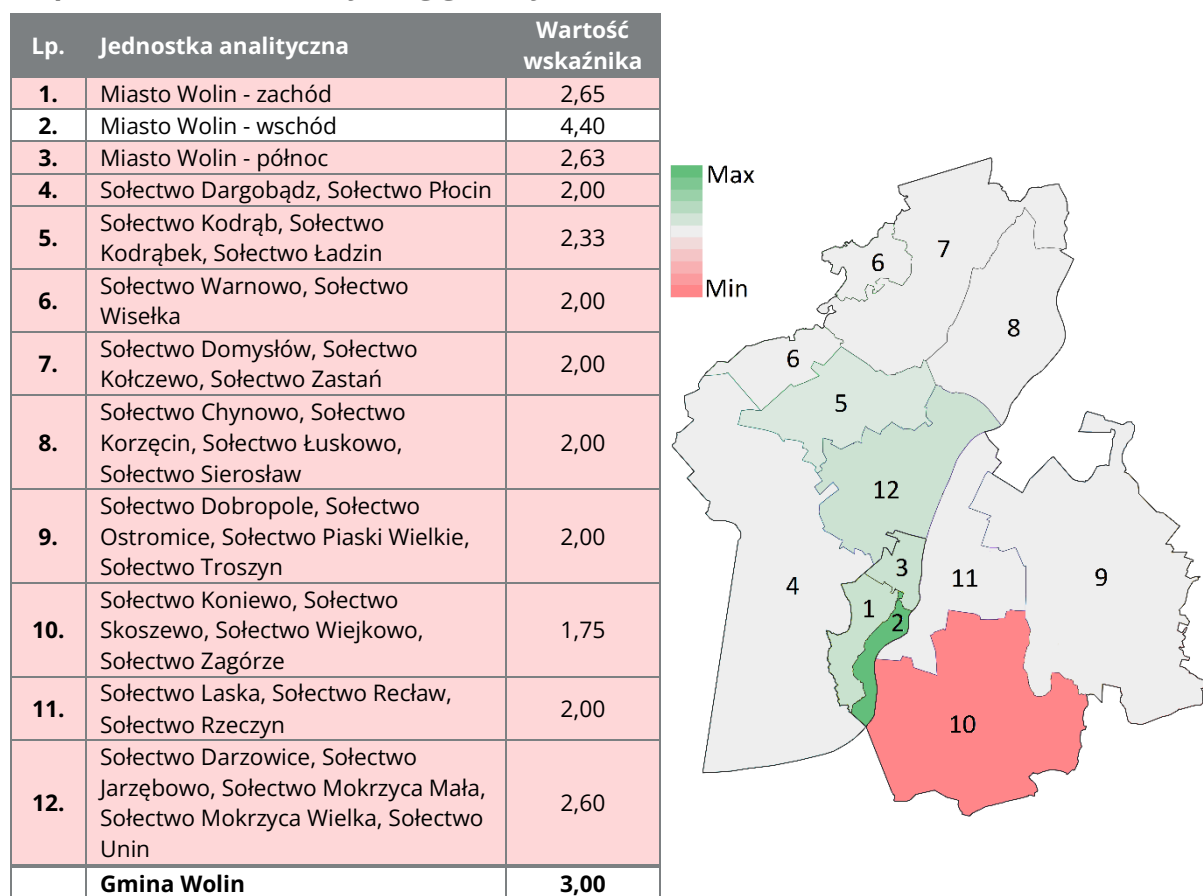 Lp. Jednostka analityczna Wartość wskaźnika
1. Miasto Wolin - zachód 2,65
2. Miasto Wolin - wschód 4,40
3. Miasto Wolin - północ 2,63
4. Sołectwo Dargobądz, Sołectwo Płocin 2,00
5. Sołectwo Kodrąb, Sołectwo
Kodrąbek, Sołectwo Ładzin 2,33
6. Sołectwo Warnowo, Sołectwo
Wisełka 2,00
7. Sołectwo Domysłów, Sołectwo
Kołczewo, Sołectwo Zastań 2,00
8. Sołectwo Chynowo, Sołectwo
Korzęcin, Sołectwo Łuskowo,
Sołectwo Sierosław 2,00
9. Sołectwo Dobropole, Sołectwo
Ostromice, Sołectwo Piaski Wielkie,
Sołectwo Troszyn 2,00
10. Sołectwo Koniewo, Sołectwo
Skoszewo, Sołectwo Wiejkowo,
Sołectwo Zagórze 1,75
11. Sołectwo Laska, Sołectwo Recław,
Sołectwo Rzeczyn 2,00
12. Sołectwo Darzowice, Sołectwo
Jarzębowo, Sołectwo Mokrzyca Mała,
Sołectwo Mokrzyca Wielka, Sołectwo
Unin 2,60
Gmina Wolin 3,00
Max
Min
7
6
8
6
5
12
3
11
9
4
1
2
10